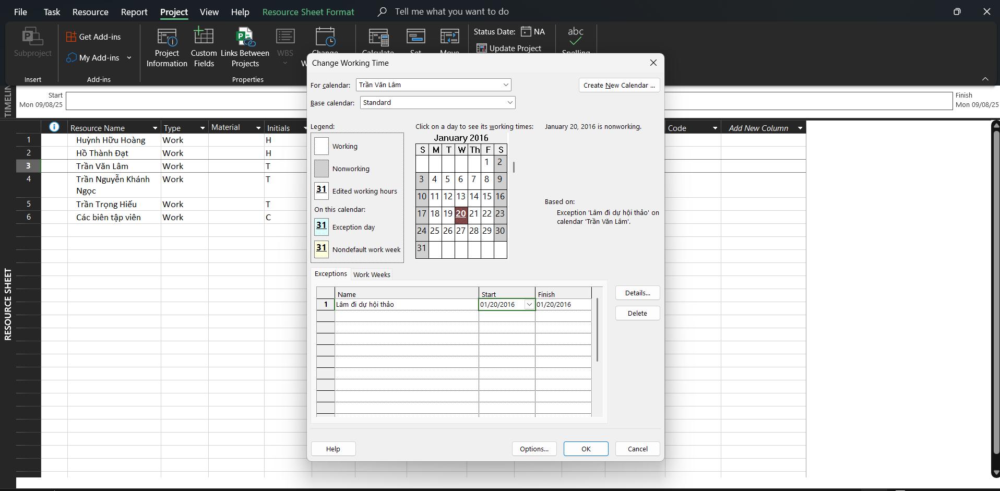 File Task Resource Report Project View Help Resource Sheet Format Tell me what you want to do
Subproject
Insert
Get Add-ins
My Add-ins
Add-ins
Project
Information
Custom
Fields
Links Between
Projects
WBS
Properties
Change
W
Calculate
Set
Move
Status Date: NA
Update Project
abc
Spelling
TIMELIN
Start
Mon 09/08/25
Finish
Mon 09/08/25
RESOURCE SHEET
Resource Name Type Material Initials Code Add New Column
1 Huỳnh Hữu Hoàng Work H
2 Hồ Thành Đạt Work H
3 Trần Văn Lâm Work T
4 Trần Nguyễn Khánh Work T
Ngọc
5 Trần Trọng Hiếu Work T
6 Các biên tập viên Work C
Change Working Time
For calendar: Trần Văn Lâm Create New Calendar ...
Base calendar: Standard
Legend:
Working
Nonworking
31 Edited working hours
On this calendar:
31 Exception day
31 Nondefault work week
Click on a day to see its working times:
January 2016
S M T W Th F S
1 2
3 4 5 6 7 8 9
10 11 12 13 14 15 16
17 18 19 20 21 22 23
24 25 26 27 28 29 30
31
January 20, 2016 is nonworking.
Based on:
Exception 'Lâm đi dự hội thảo' on
calendar 'Trần Văn Lâm'.
Exceptions Work Weeks
Name Start Finish
1 Lâm đi dự hội thảo 01/20/2016 01/20/2016
Details...
Delete
Help Options... OK Cancel